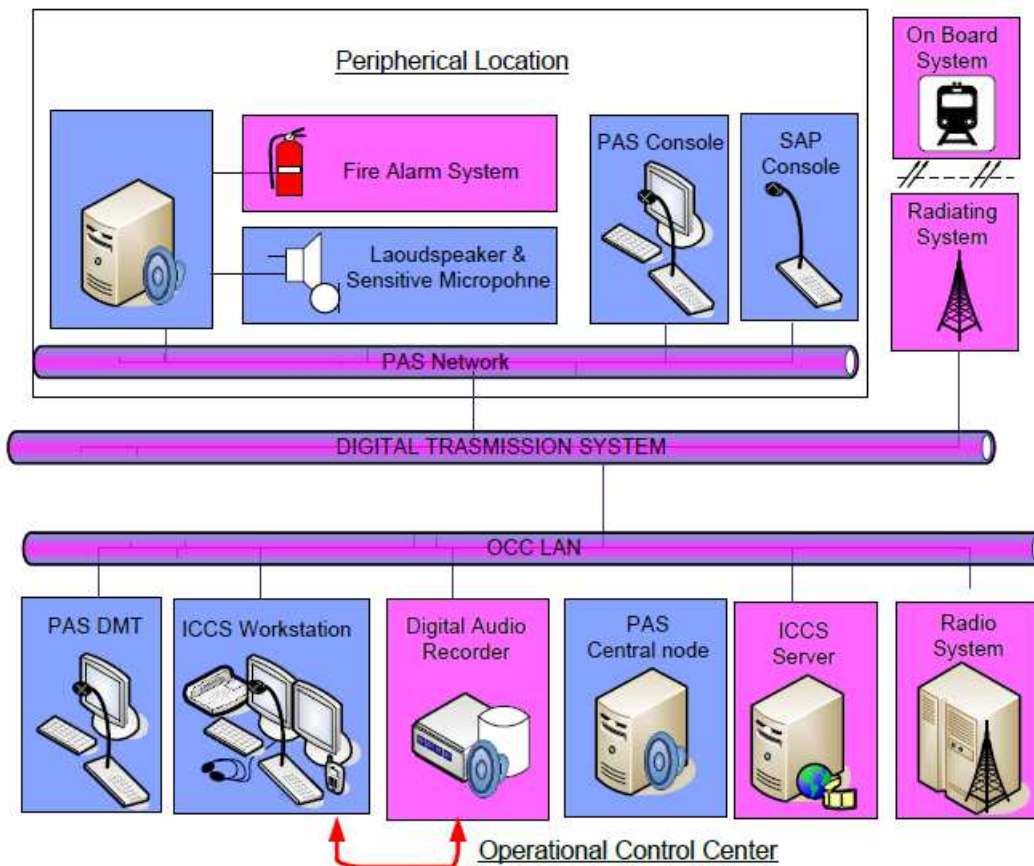 Peripherical Location
Fire Alarm System
Laoudspeaker &
Sensitive Micropohne
PAS Console
SAP
Console
On Board
System
Radiating
System
PAS Network
DIGITAL TRASMISSION SYSTEM
OCC LAN
PAS DMT
ICCS Workstation
Digital Audio
Recorder
PAS
Central node
ICCS
Server
Radio
System
Operational Control Center